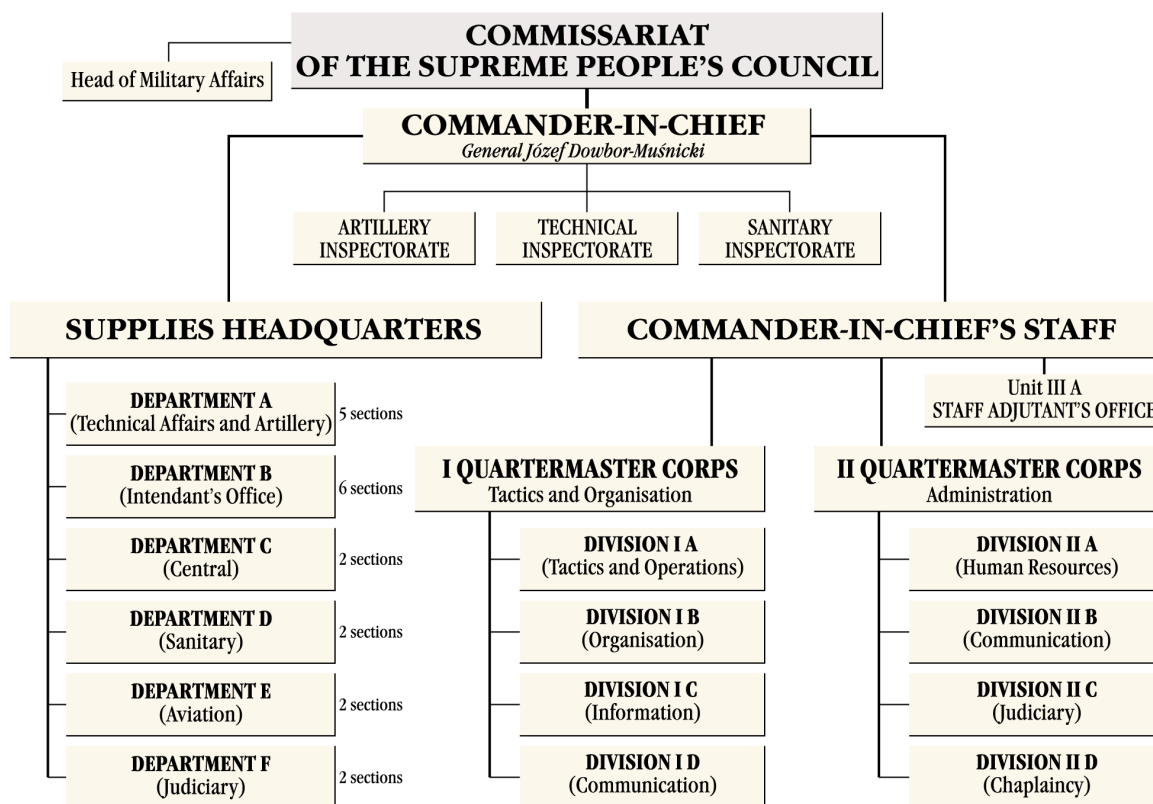 COMMISSARIAT
OF THE SUPREME PEOPLE'S COUNCIL
Head of Military Affairs
COMMANDER-IN-CHIEF
General Józef Dowbor-Muśnicki
ARTILLERY
INSPECTORATE
TECHNICAL
INSPECTORATE
SANITARY
INSPECTORATE
SUPPLIES HEADQUARTERS
DEPARTMENT A
(Technical Affairs and Artillery)
5 sections
DEPARTMENT B
(Intendant's Office)
6 sections
DEPARTMENT C
(Central)
2 sections
DEPARTMENT D
(Sanitary)
2 sections
DEPARTMENT E
(Aviation)
2 sections
DEPARTMENT F
(Judiciary)
2 sections
COMMANDER-IN-CHIEF'S STAFF
Unit III A
STAFF ADJUTANT'S OFFICE
I QUARTERMASTER CORPS
Tactics and Organisation
DIVISION I A
(Tactics and Operations)
DIVISION I B
(Organisation)
DIVISION I C
(Information)
DIVISION I D
(Communication)
II QUARTERMASTER CORPS
Administration
DIVISION II A
(Human Resources)
DIVISION II B
(Communication)
DIVISION II C
(Judiciary)
DIVISION II D
(Chaplaincy)